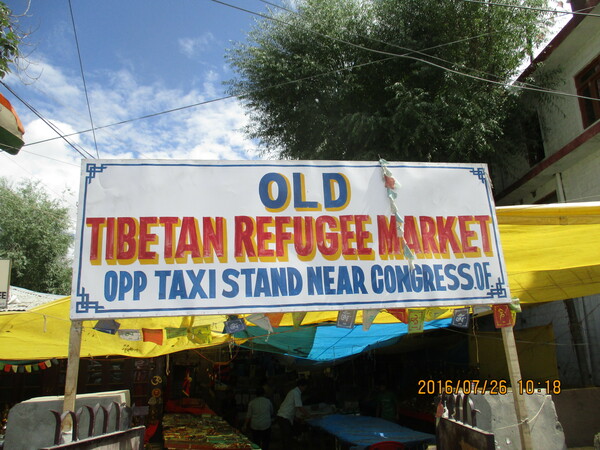 OLD
TIBETAN REFUGEE MARKET
OPP TAXI STAND NEAR CONGRESS.OF.
2016/07/26 10:18